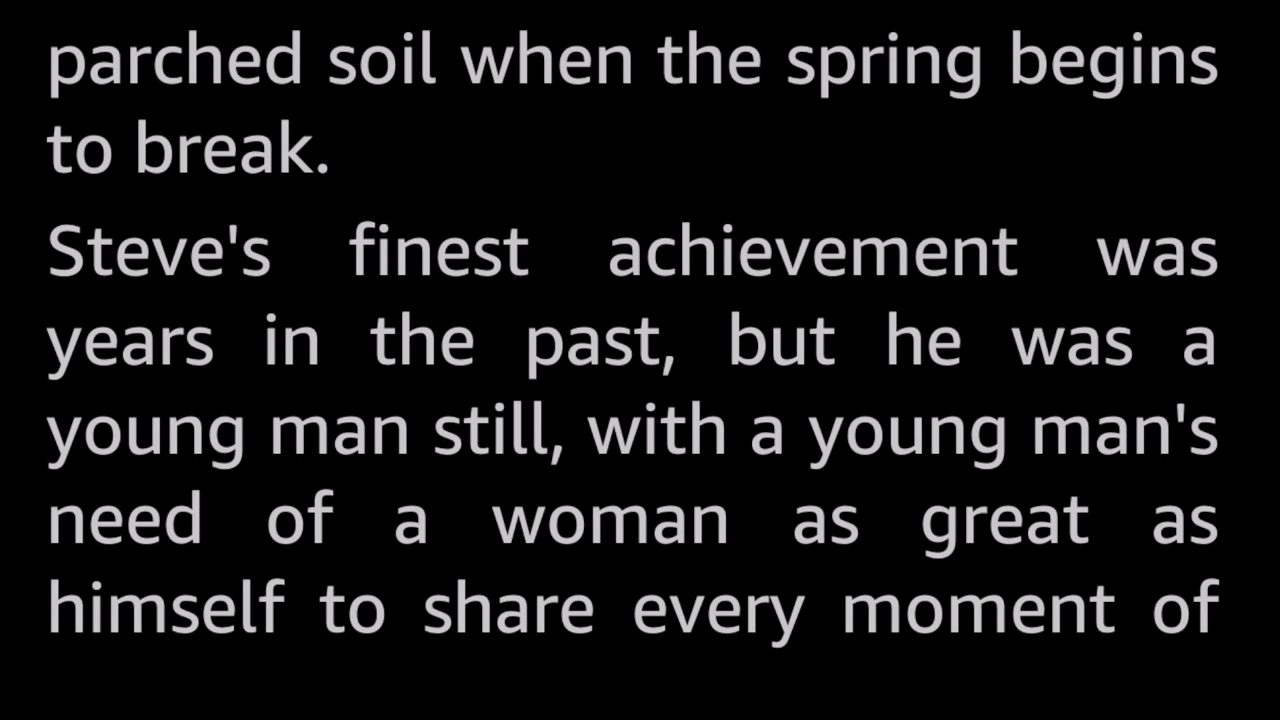 parched soil when the spring begins
to break.
Steve's finest achievement was
years in the past, but he was a
young man still, with a young man's
need of a woman as great as
himself to share every moment of